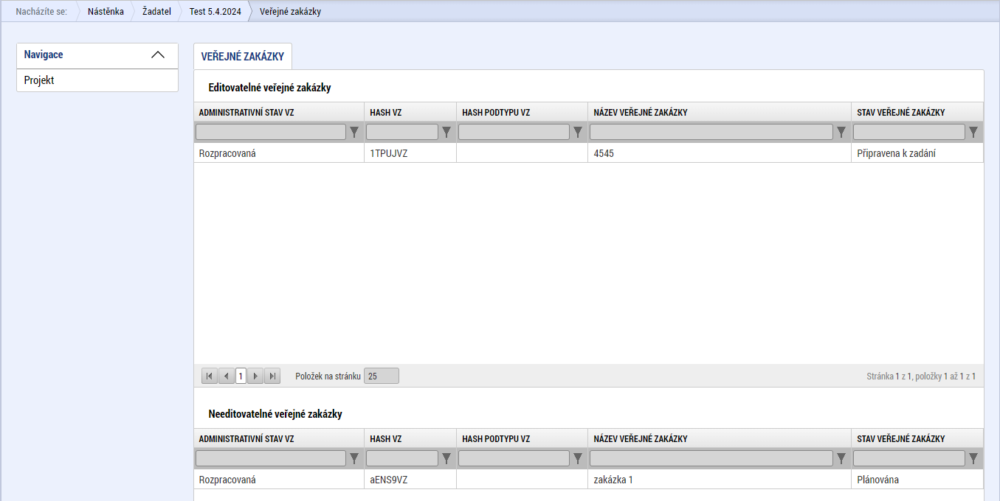 Nacházíte se: Nástěnka Žadatel Test 5.4.2024 Veřejné zakázky
Navigace
Projekt
VEŘEJNÉ ZAKÁZKY
Editovatelné veřejné zakázky
ADMINISTRATIVNÍ STAV VZ HASH VZ HASH PODTYPU VZ NÁZEV VEŘEJNÉ ZAKÁZKY STAV VEŘEJNÉ ZAKÁZKY
Rozpracovaná 1TPUJVZ 4545 Připravena k zadání
1 Položek na stránku 25 Stránka 1 z 1, položky 1 až 1 z 1
Needitovatelné veřejné zakázky
ADMINISTRATIVNÍ STAV VZ HASH VZ HASH PODTYPU VZ NÁZEV VEŘEJNÉ ZAKÁZKY STAV VEŘEJNÉ ZAKÁZKY
Rozpracovaná aENS9VZ zakázka 1 Plánována